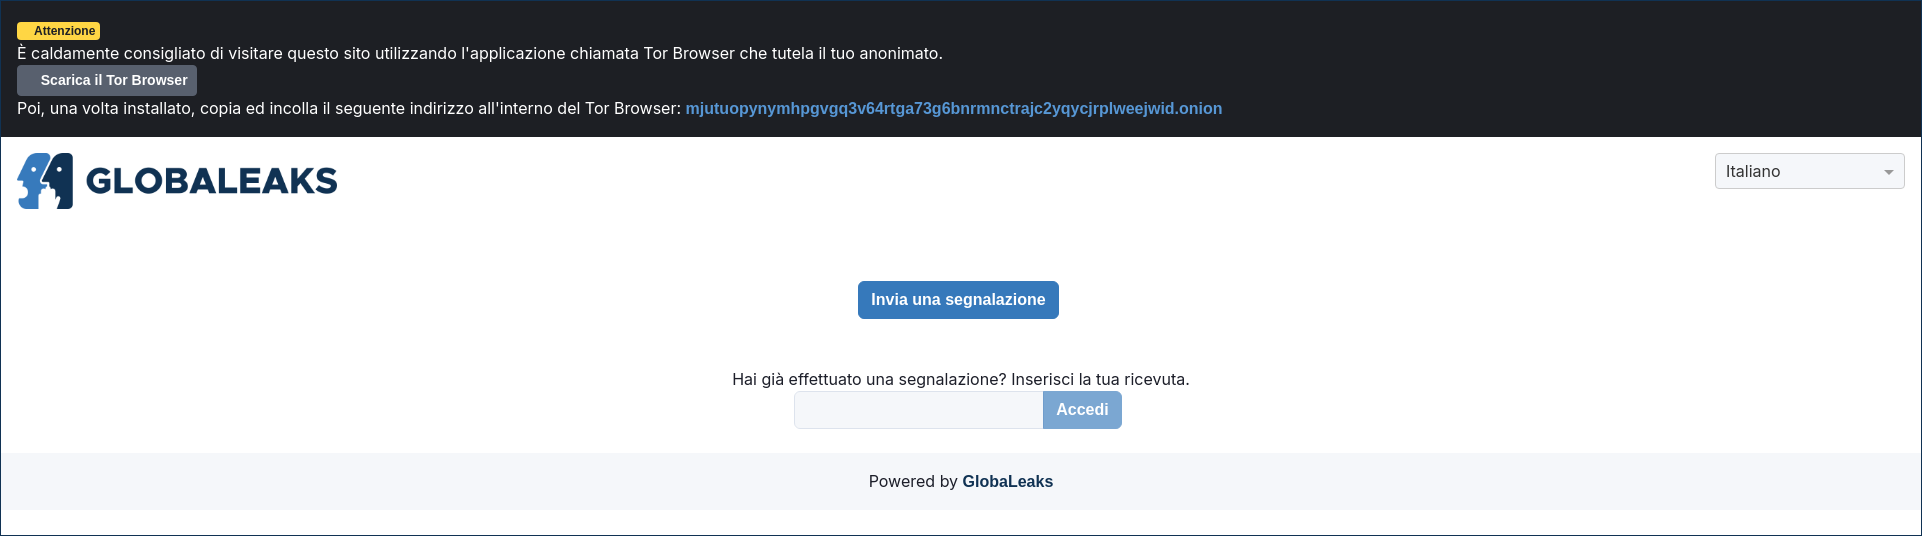 Attenzione
È caldamente consigliato di visitare questo sito utilizzando l'applicazione chiamata Tor Browser che tutela il tuo anonimato.
Scarica il Tor Browser
Poi, una volta installato, copia ed incolla il seguente indirizzo all'interno del Tor Browser: mjutuopynymhpgvgq3v64rtga73g6bnrmnctrajc2yqycjrplweejwid.onion
GLOBALEAKS
Italiano
Invia una segnalazione
Hai già effettuato una segnalazione? Inserisci la tua ricevuta.
Accedi
Powered by GlobaLeaks